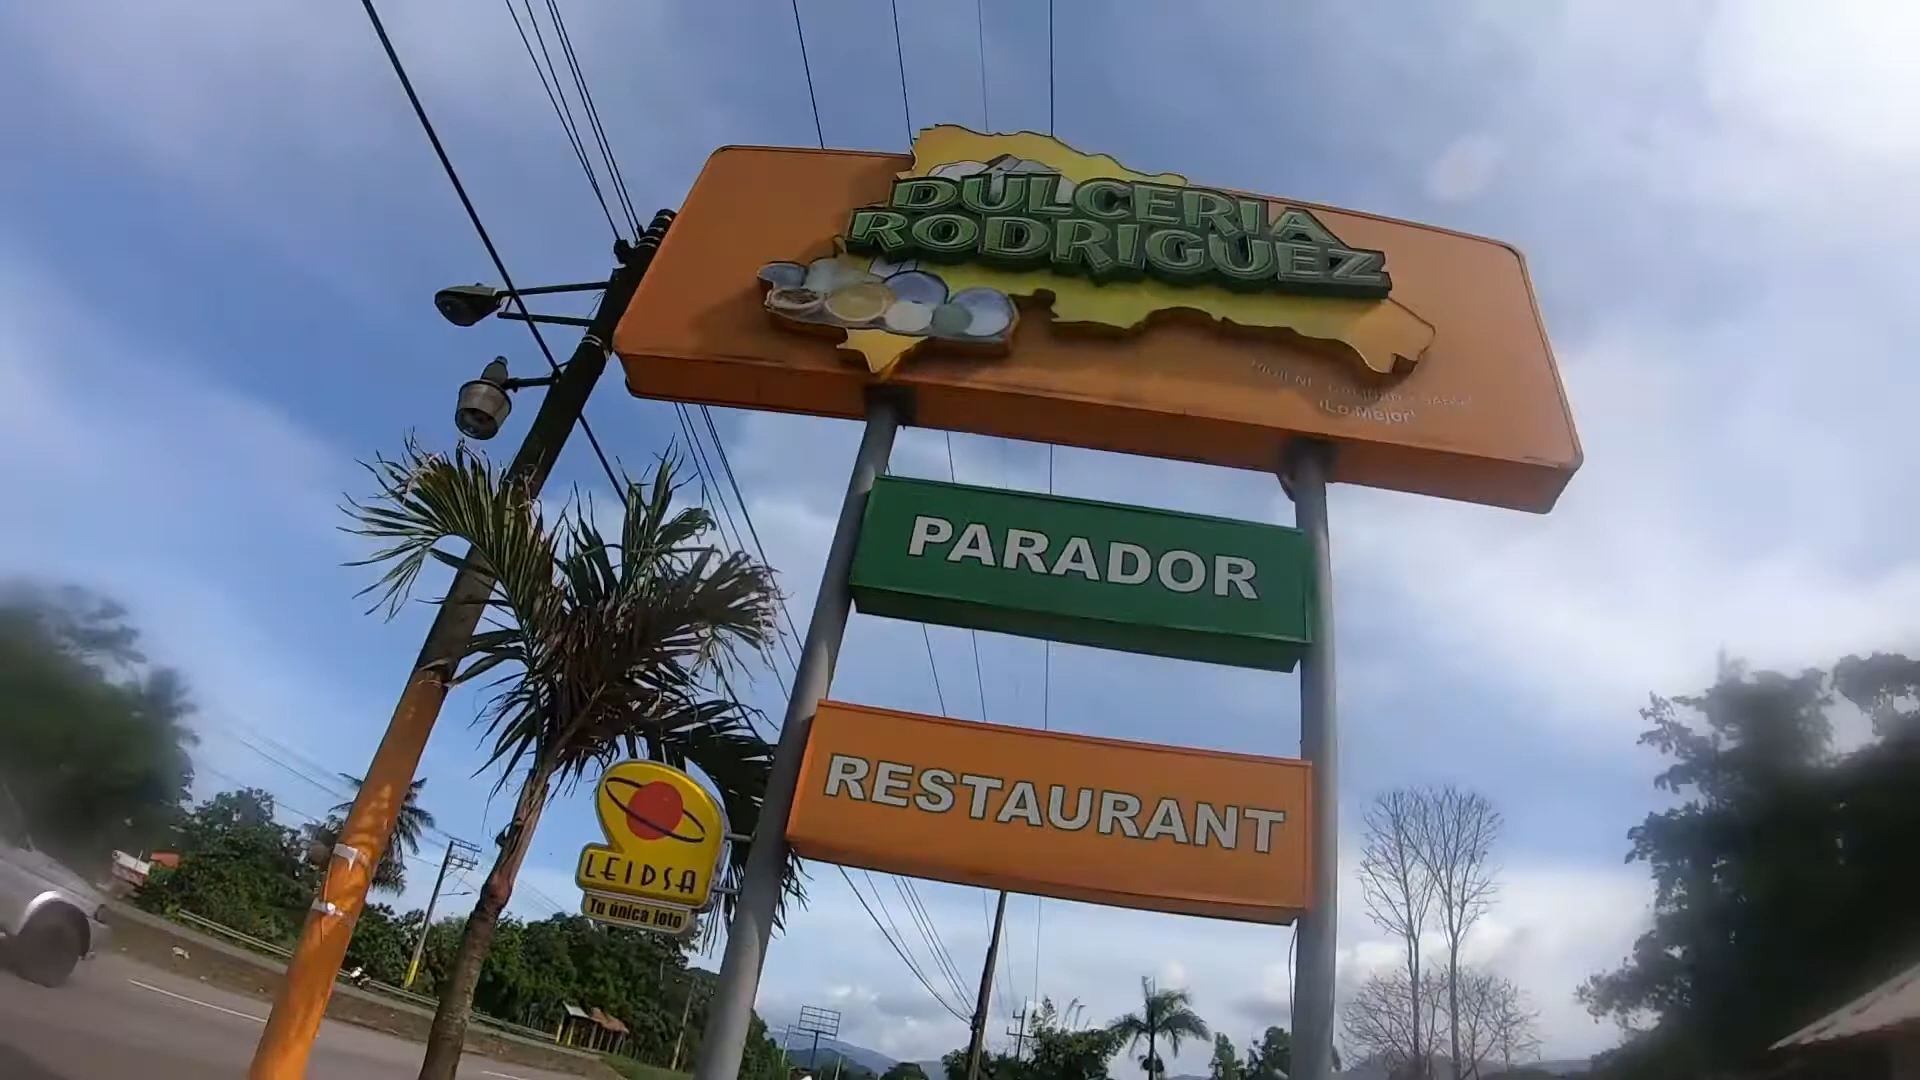 DULCERIA
RODRIGUEZ
¡Lo Mejor!
PARADOR
RESTAURANT
LEIDSA
Tu única loto